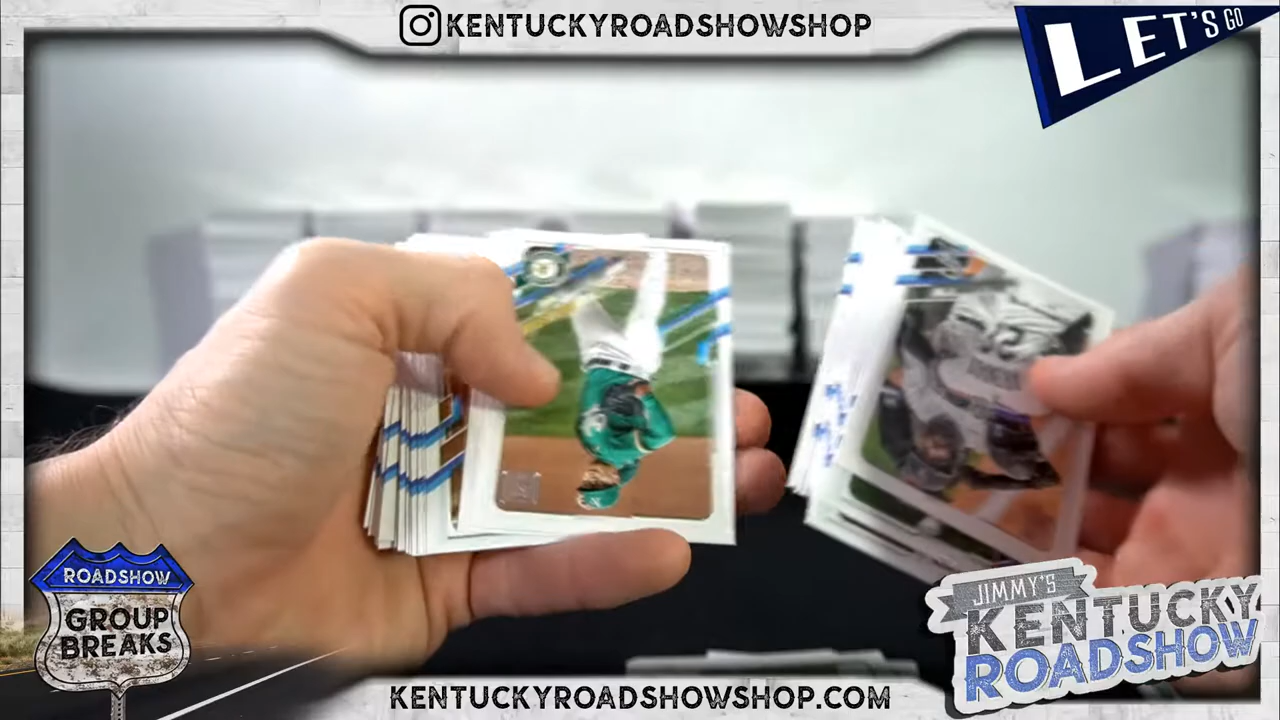 KENTUCKYROADSHOWSHOP
LET'S GO
ROADSHOW
GROUP
BREAKS
JIMMY'S
KENTUCKY
ROADSHOW
KENTUCKYROADSHOWSHOP.COM